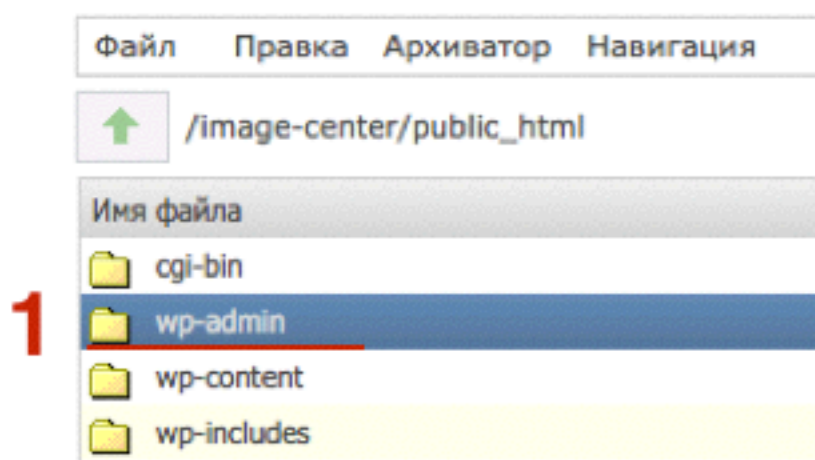 Файл Правка Архиватор Навигация
/image-center/public_html
Имя файла
cgi-bin
1 wp-admin
wp-content
wp-includes